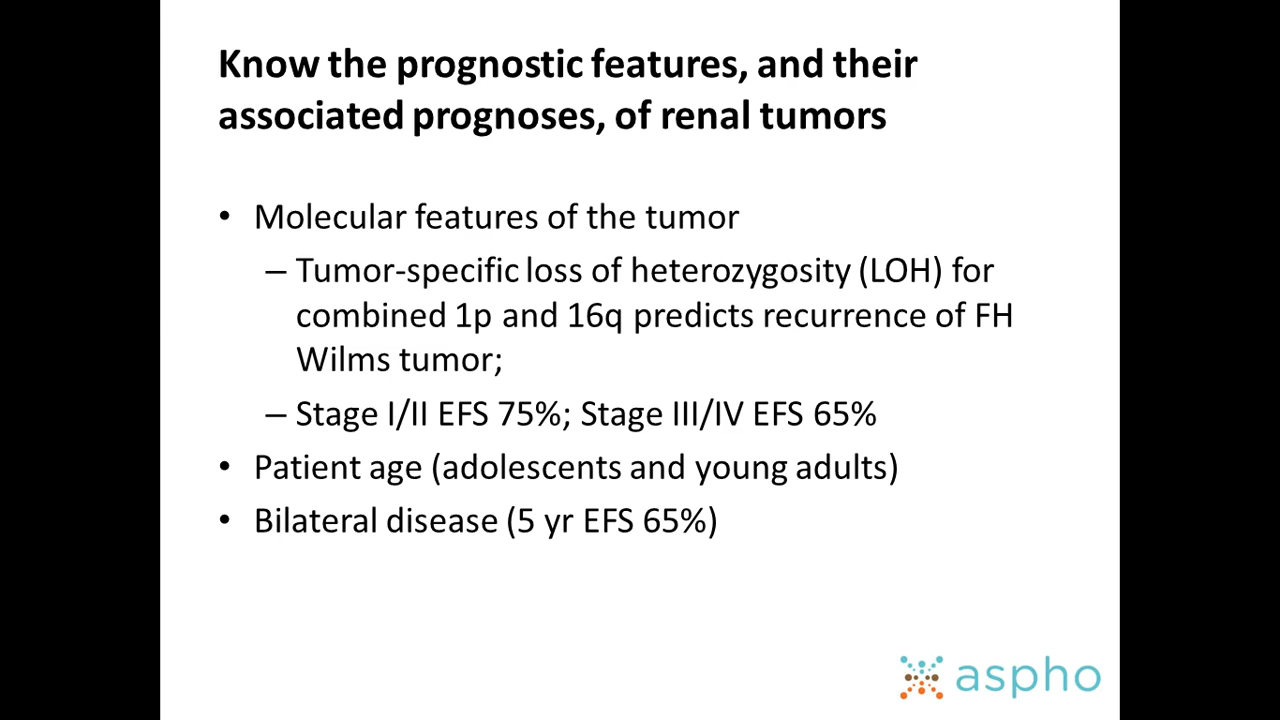 Know the prognostic features, and their
associated prognoses, of renal tumors
• Molecular features of the tumor
– Tumor-specific loss of heterozygosity (LOH) for
combined 1p and 16q predicts recurrence of FH
Wilms tumor;
– Stage I/II EFS 75%; Stage III/IV EFS 65%
• Patient age (adolescents and young adults)
• Bilateral disease (5 yr EFS 65%)
aspho